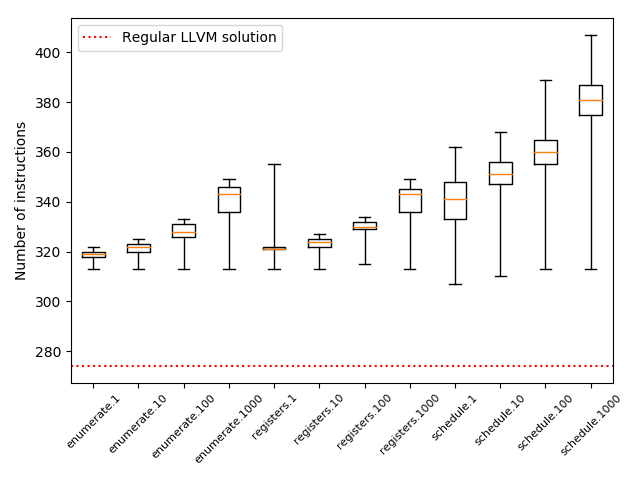 Regular LLVM solution
Number of instructions
400
380
360
340
320
300
280
enumerate.1
enumerate.10
enumerate.100
enumerate.1000
registers.1
registers.10
registers.100
registers.1000
schedule.1
schedule.10
schedule.100
schedule.1000